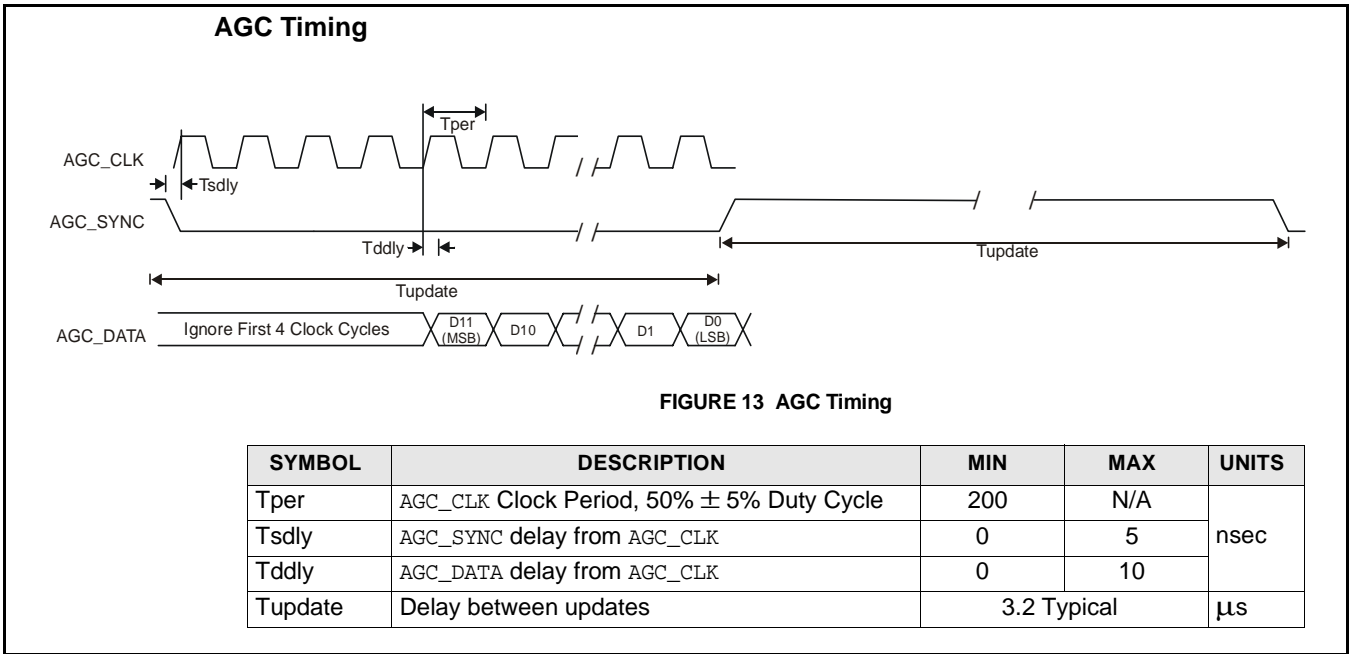 AGC Timing
Tper
AGC_CLK
Tsdly
AGC_SYNC
Tddly
Tupdate
Tupdate
AGC_DATA
Ignore First 4 Clock Cycles
D11
(MSB)
D10
D1
D0
(LSB)
FIGURE 13 AGC Timing
SYMBOL DESCRIPTION MIN MAX UNITS
Tper AGC_CLK Clock Period, 50% ± 5% Duty Cycle 200 N/A
Tsdly AGC_SYNC delay from AGC_CLK 0 5 nsec
Tddly AGC_DATA delay from AGC_CLK 0 10
Tupdate Delay between updates 3.2 Typical µs